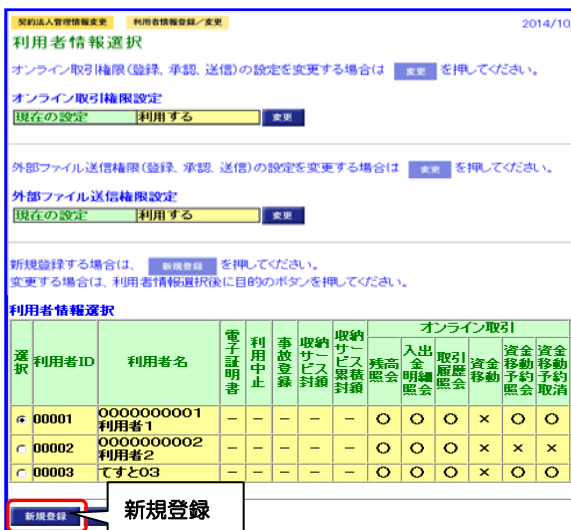 契約法人管理情報変更 利用者情報登録／変更 2014/10
利用者情報選択
オンライン取引権限（登録、承認、送信）の設定を変更する場合は 変更 を押してください。
オンライン取引権限設定
現在の設定 利用する 変更
外部ファイル送信権限（登録、承認、送信）の設定を変更する場合は 変更 を押してください。
外部ファイル送信権限設定
現在の設定 利用する 変更
新規登録する場合は、 新規登録 を押してください。
変更する場合は、利用者情報選択後に目的のボタンを押してください。
利用者情報選択
選択 利用者ID 利用者名 電子証明書 利用中止 事故登録 収納サービス封鎖 収納サービス累積封鎖 オンライン取引
残高照会 入出金明細照会 取引履歴照会 資金移動 資金移動予約照会 資金移動予約取消
00001 0000000001 － － － － － ○ ○ ○ × ○ ○
利用者1
00002 0000000002 － － － － － ○ ○ ○ × × ×
利用者2
00003 てすと03 － － － － － ○ ○ ○ × ○ ○
新規登録 新規登録